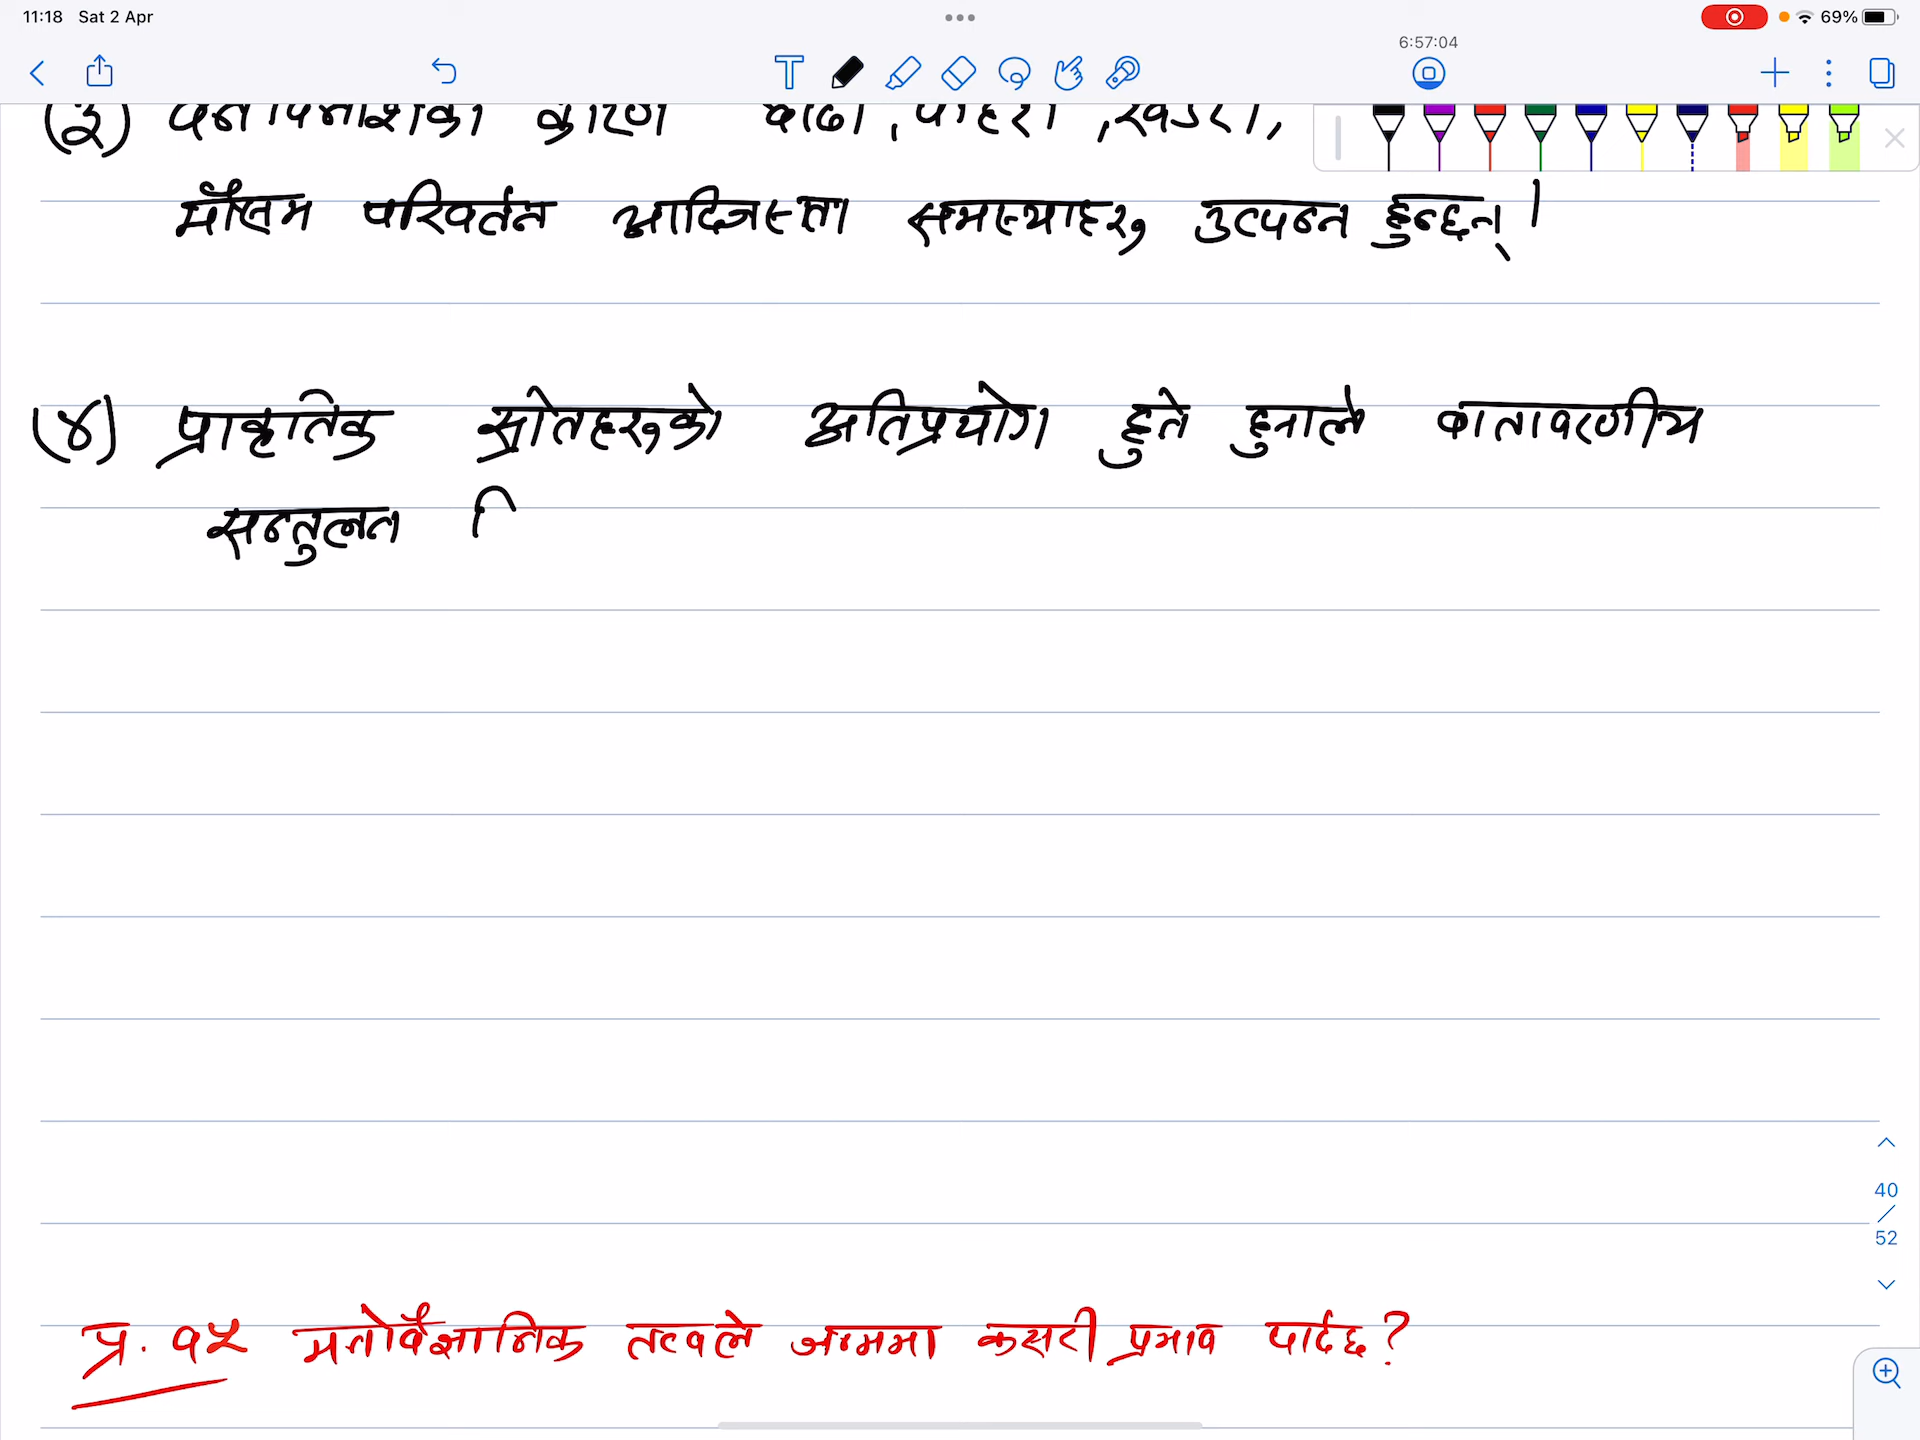 11:18 Sat 2 Apr
69%
6:57:04
(३) वनविनाशका कारण बाढी, पहिरो, खडेरी,
मौसम परिवर्तन आदिजस्ता समस्याहरू उत्पन्न हुन्छन् ।
(४) प्राकृतिक स्रोतहरूको अतिप्रयोग हुने हुनाले वातावरणीय
सन्तुलन
40
/
52
प्र. १५ मनोवैज्ञानिक तत्वले जन्ममा कसरी प्रभाव पार्दछ ?